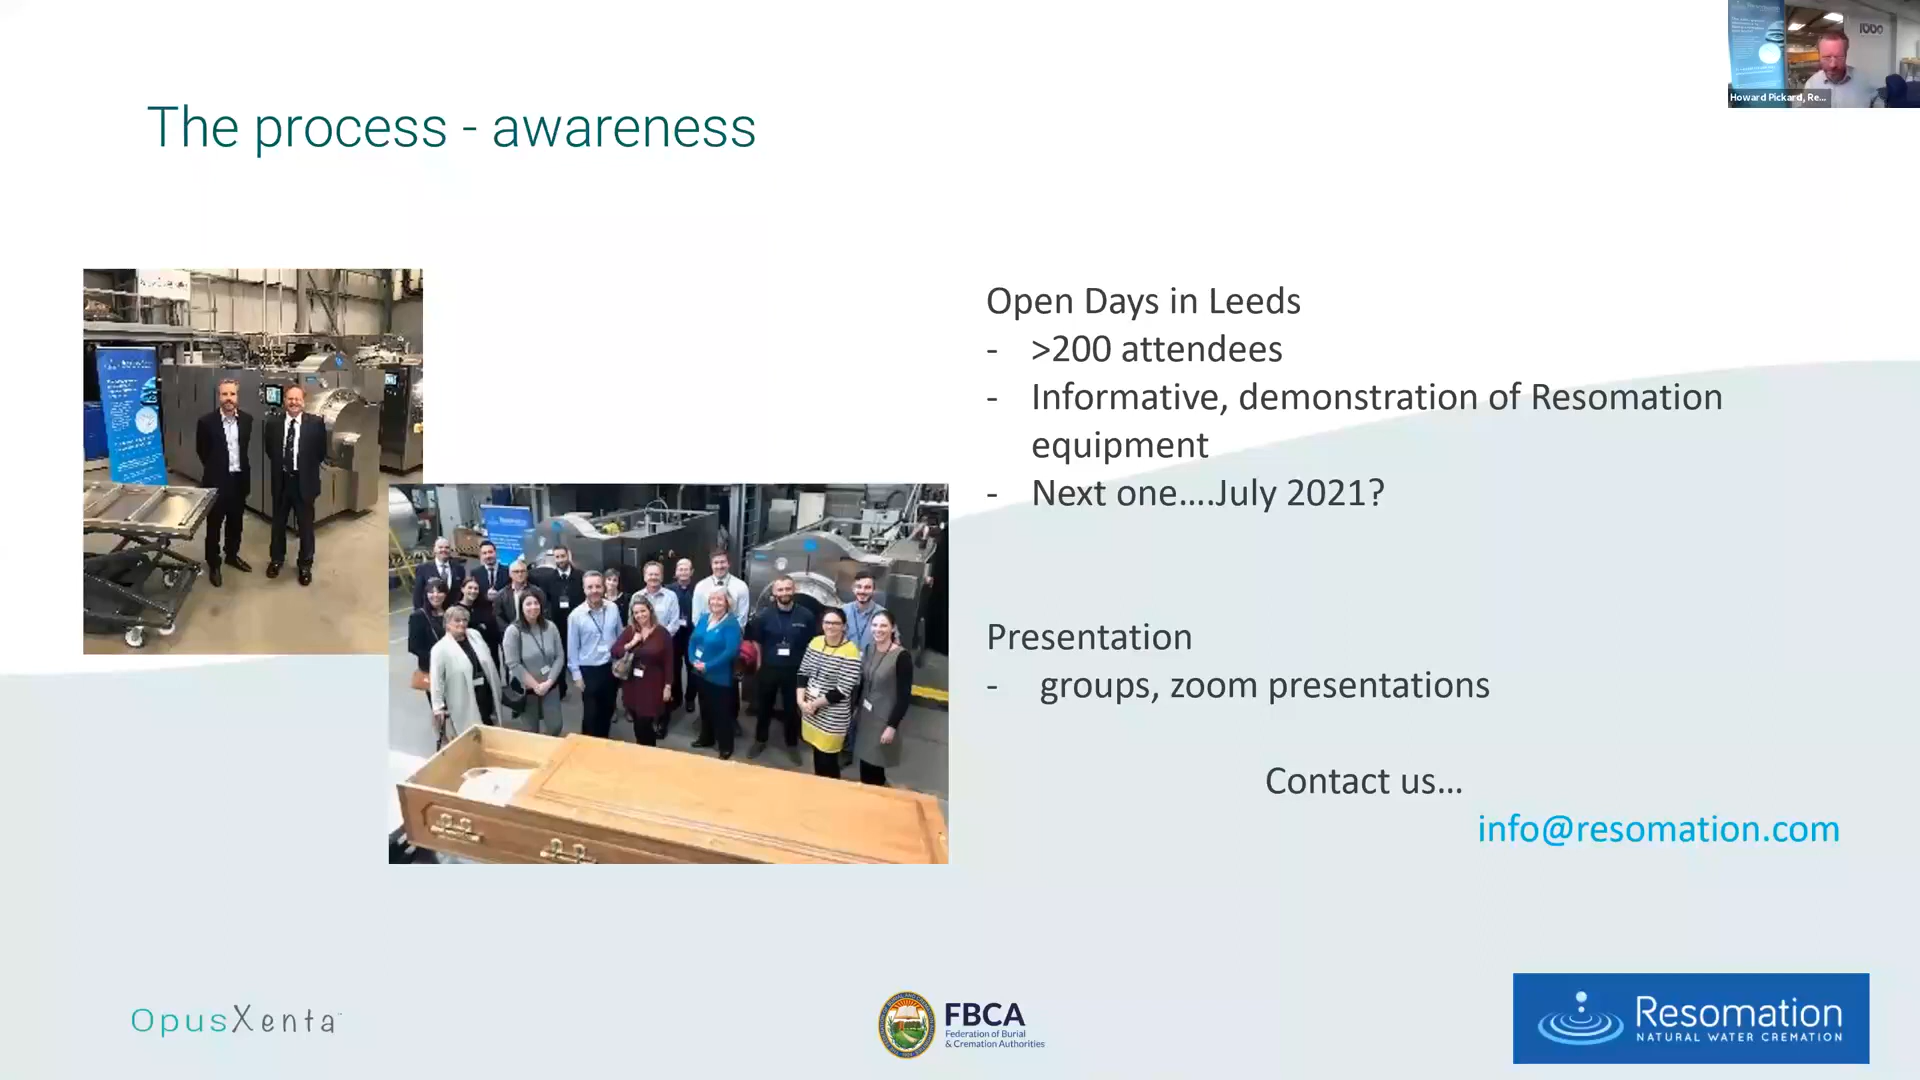 Howard Pickard, Re...
The process - awareness
Open Days in Leeds
- >200 attendees
- Informative, demonstration of Resomation
equipment
- Next one....July 2021?
Presentation
- groups, zoom presentations
Contact us...
info@resomation.com
OpusXenta
FBCA
Federation of Burial
& Cremation Authorities
Resomation
NATURAL WATER CREMATION